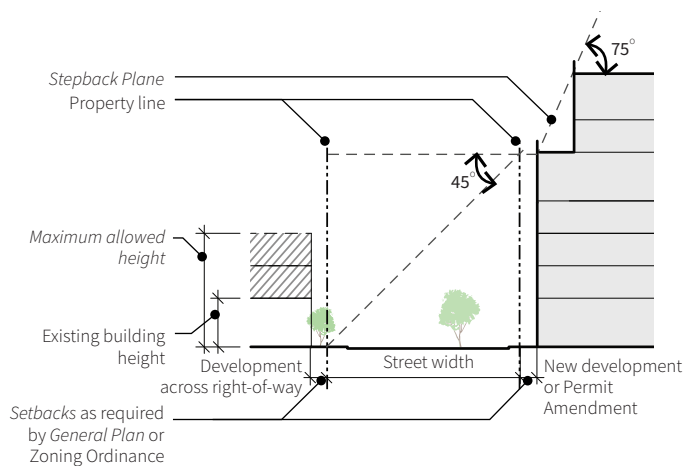 75°
Stepback Plane
Property line
45°
Maximum allowed
height
Existing building
height
Development
across right-of-way
Street width
New development
or Permit
Amendment
Setbacks as required
by General Plan or
Zoning Ordinance